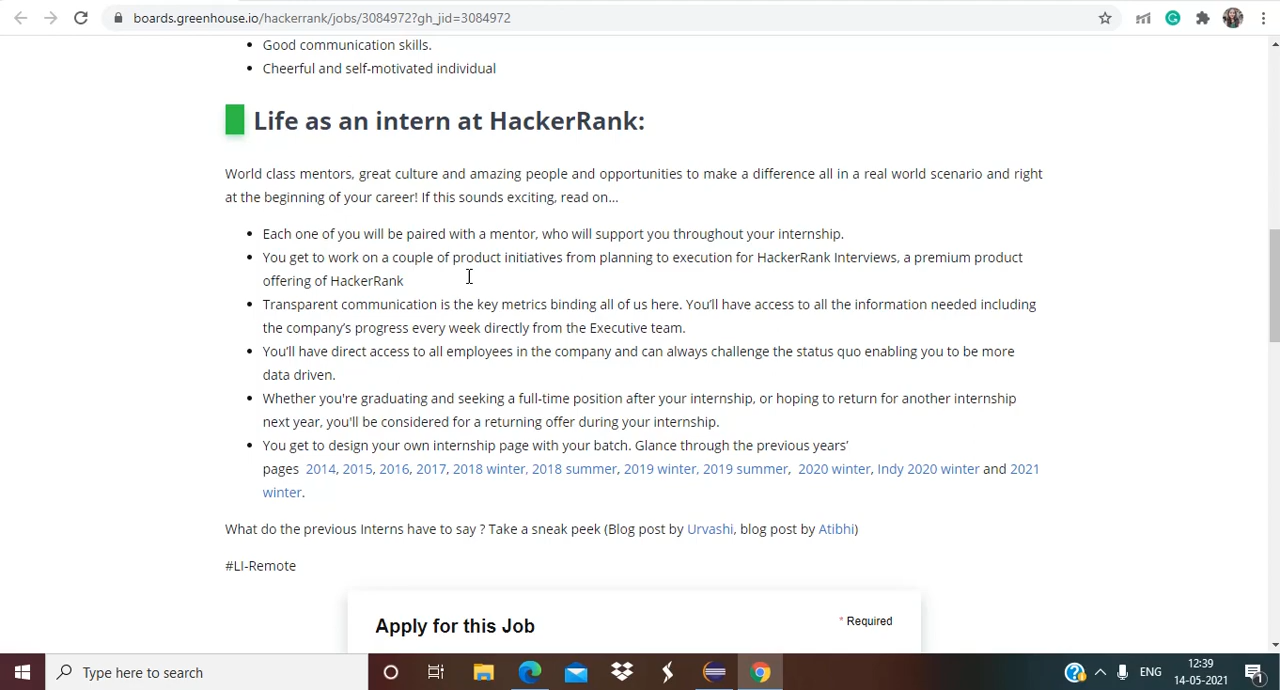 boards.greenhouse.io/hackerrank/jobs/3084972?gh_jid=3084972
• Good communication skills.
• Cheerful and self-motivated individual
Life as an intern at HackerRank:
World class mentors, great culture and amazing people and opportunities to make a difference all in a real world scenario and right
at the beginning of your career! If this sounds exciting, read on...
• Each one of you will be paired with a mentor, who will support you throughout your internship.
• You get to work on a couple of product initiatives from planning to execution for HackerRank Interviews, a premium product
offering of HackerRank
• Transparent communication is the key metrics binding all of us here. You'll have access to all the information needed including
the company's progress every week directly from the Executive team.
• You'll have direct access to all employees in the company and can always challenge the status quo enabling you to be more
data driven.
• Whether you're graduating and seeking a full-time position after your internship, or hoping to return for another internship
next year, you'll be considered for a returning offer during your internship.
• You get to design your own internship page with your batch. Glance through the previous years'
pages 2014, 2015, 2016, 2017, 2018 winter, 2018 summer, 2019 winter, 2019 summer, 2020 winter, Indy 2020 winter and 2021
winter.
What do the previous Interns have to say ? Take a sneak peek (Blog post by Urvashi, blog post by Atibhi)
#LI-Remote
Apply for this Job
* Required
Type here to search
ENG
12:39
14-05-2021
1